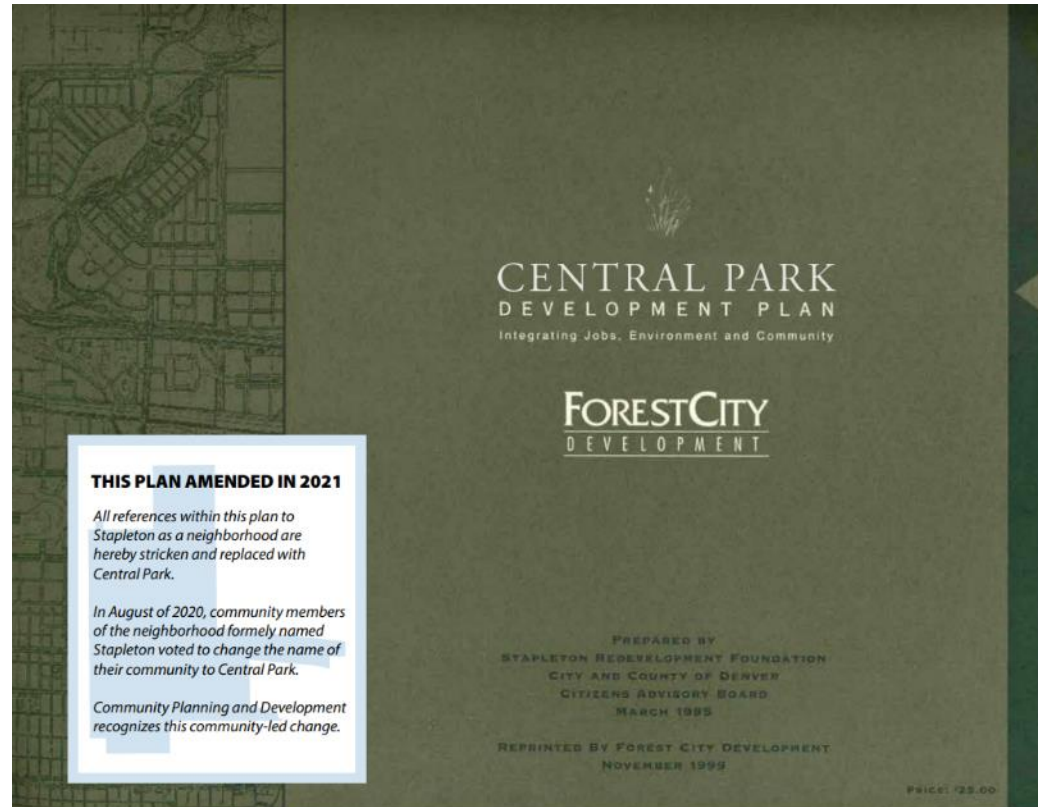 CENTRAL PARK
DEVELOPMENT PLAN
Integrating Jobs, Environment and Community
FORESTCITY
DEVELOPMENT
THIS PLAN AMENDED IN 2021
All references within this plan to
Stapleton as a neighborhood are
hereby stricken and replaced with
Central Park.
In August of 2020, community members
of the neighborhood formely named
Stapleton voted to change the name of
their community to Central Park.
Community Planning and Development
recognizes this community-led change.
PREPARED BY
STAPLETON REDEVELOPMENT FOUNDATION
CITY AND COUNTY OF DENVER
CITIZENS ADVISORY BOARD
MARCH 1995
REPRINTED BY FOREST CITY DEVELOPMENT
NOVEMBER 1999
PRICE: $25.00